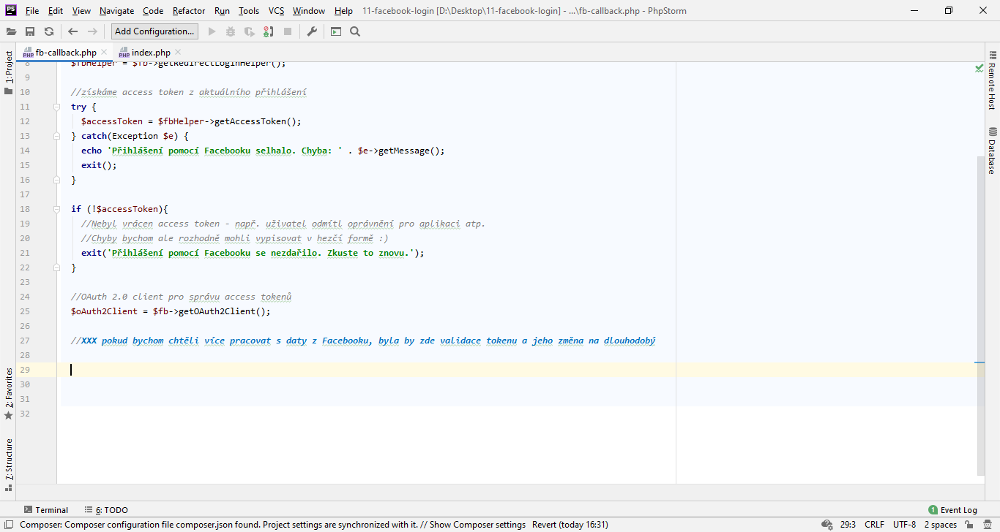 PS File Edit View Navigate Code Refactor Run Tools VCS Window Help 11-facebook-login [D:\Desktop\11-facebook-login] - ...\fb-callback.php - PhpStorm
Add Configuration...
fb-callback.php index.php
1: Project
2: Favorites
7: Structure
8 $fbHelper = $fb->getRedirectLoginHelper();
9
10 //získáme access token z aktuálního přihlášení
11 try {
12 $accessToken = $fbHelper->getAccessToken();
13 } catch(Exception $e) {
14 echo 'Přihlášení pomocí Facebooku selhalo. Chyba: ' . $e->getMessage();
15 exit();
16 }
17
18 if (!$accessToken){
19 //Nebyl vrácen access token - např. uživatel odmítl oprávnění pro aplikaci atp.
20 //Chyby bychom ale rozhodně mohli vypisovat v hezčí formě :)
21 exit('Přihlášení pomocí Facebooku se nezdařilo. Zkuste to znovu.');
22 }
23
24 //OAuth 2.0 client pro správu access tokenů
25 $oAuth2Client = $fb->getOAuth2Client();
26
27 //XXX pokud bychom chtěli více pracovat s daty z Facebooku, byla by zde validace tokenu a jeho změna na dlouhodobý
28
29
30
31
32
Remote Host
Database
Terminal 6: TODO 1 Event Log
Composer: Composer configuration file composer.json found. Project settings are synchronized with it. // Show Composer settings Revert (today 16:31) 29:3 CRLF UTF-8 2 spaces